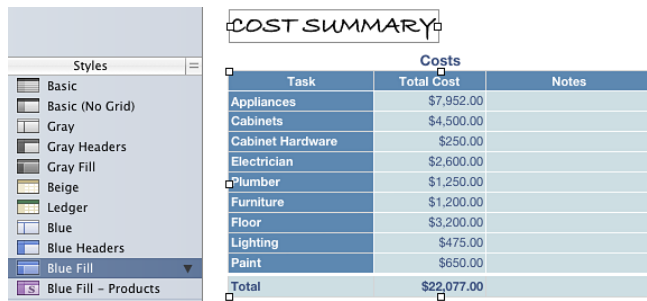 COST SUMMARY
Styles
Basic
Basic (No Grid)
Gray
Gray Headers
Gray Fill
Beige
Ledger
Blue
Blue Headers
Blue Fill
S Blue Fill – Products
Costs
Task Total Cost Notes
Appliances $7,952.00
Cabinets $4,500.00
Cabinet Hardware $250.00
Electrician $2,600.00
Plumber $1,250.00
Furniture $1,200.00
Floor $3,200.00
Lighting $475.00
Paint $650.00
Total $22,077.00